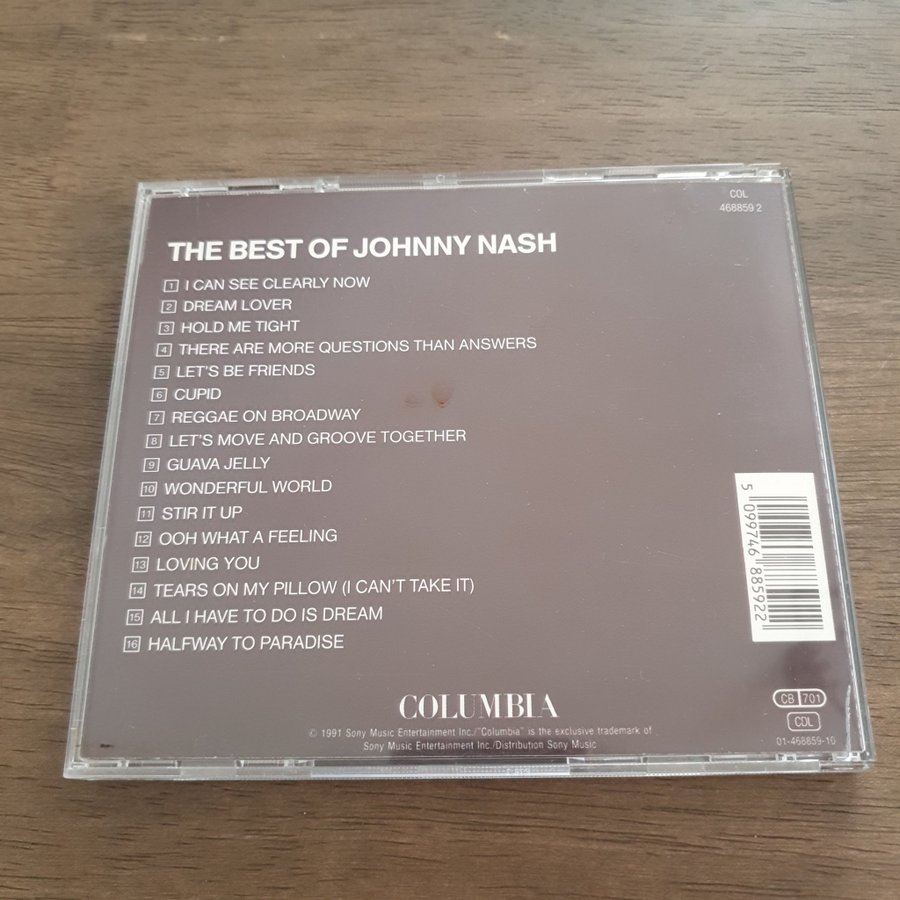 COL
468859 2
THE BEST OF JOHNNY NASH
1 I CAN SEE CLEARLY NOW
2 DREAM LOVER
3 HOLD ME TIGHT
4 THERE ARE MORE QUESTIONS THAN ANSWERS
5 LET'S BE FRIENDS
6 CUPID
7 REGGAE ON BROADWAY
8 LET'S MOVE AND GROOVE TOGETHER
9 GUAVA JELLY
10 WONDERFUL WORLD
11 STIR IT UP
12 OOH WHAT A FEELING
13 LOVING YOU
14 TEARS ON MY PILLOW (I CAN'T TAKE IT)
15 ALL I HAVE TO DO IS DREAM
16 HALFWAY TO PARADISE
5 099746 885922
COLUMBIA
© 1991 Sony Music Entertainment Inc./"Columbia" is the exclusive trademark of
Sony Music Entertainment Inc./Distribution Sony Music
CB 701
CDL
01-468859-10